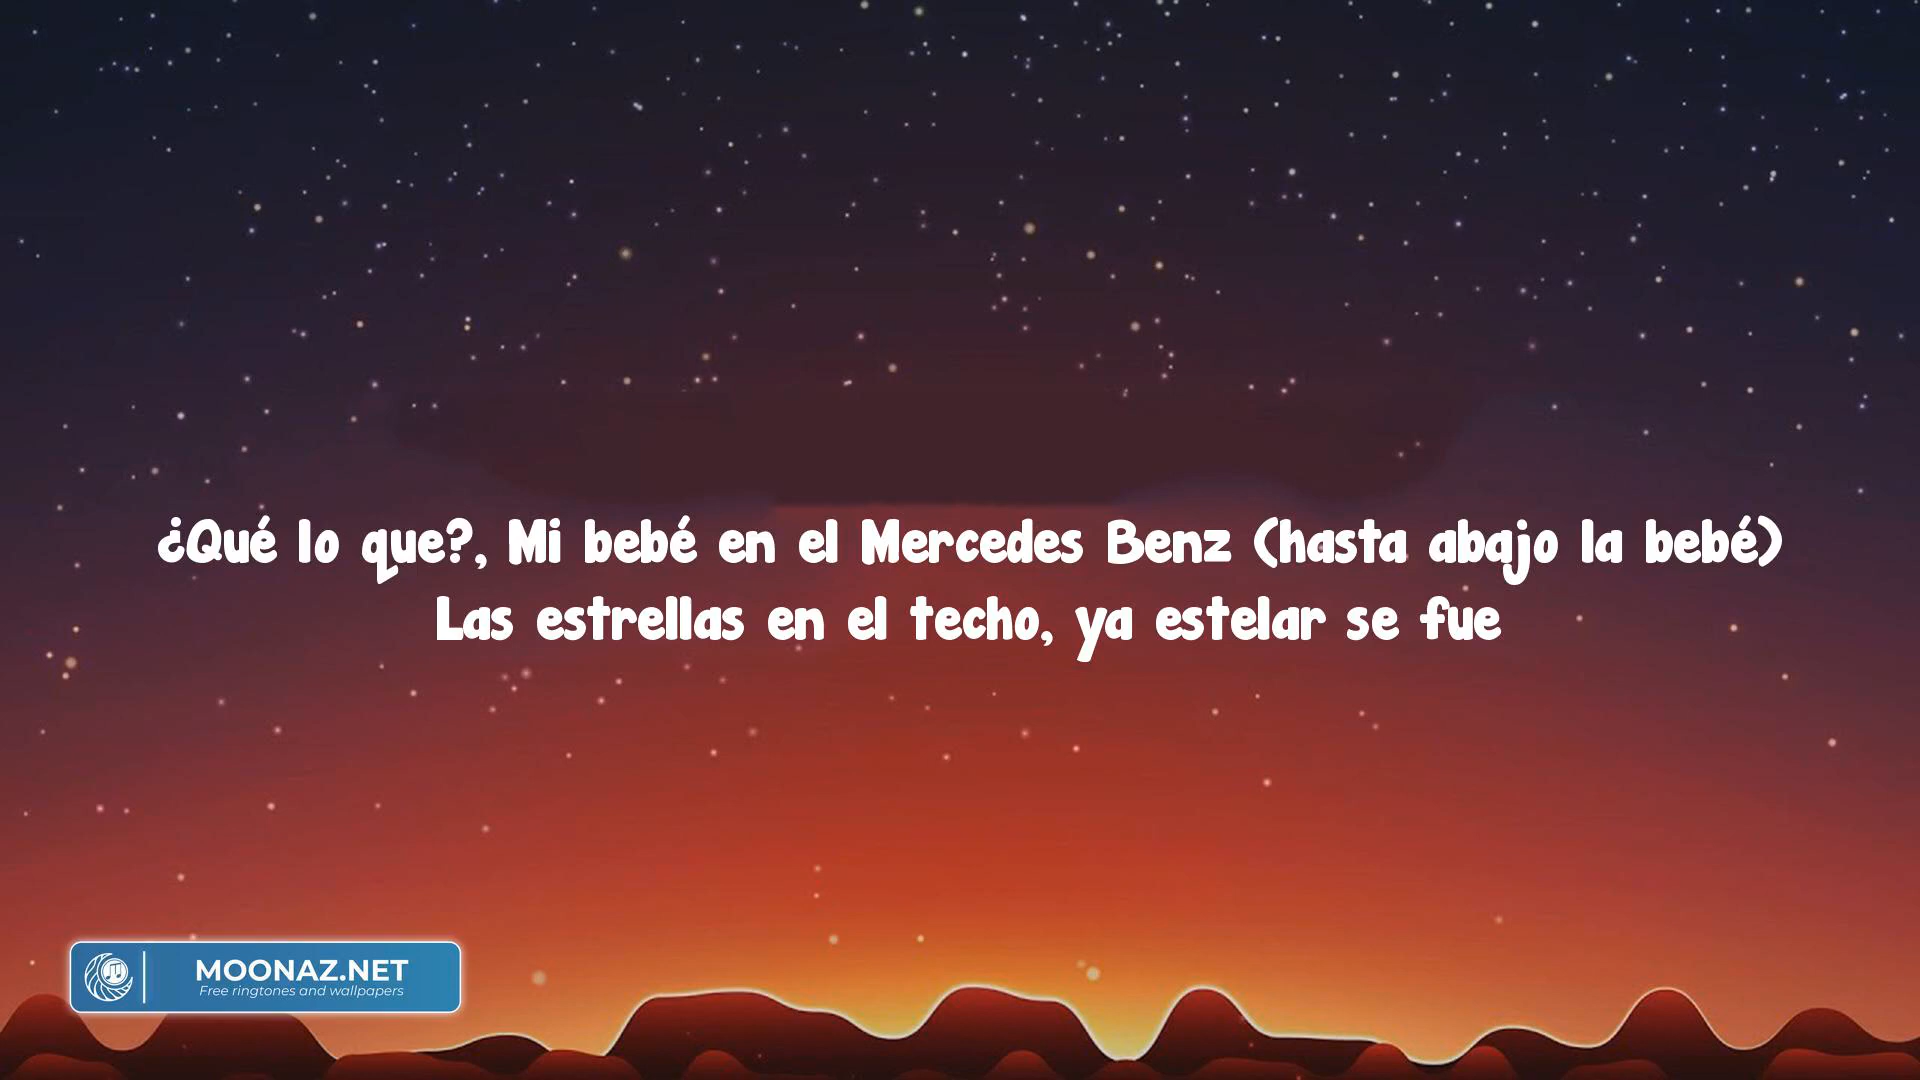 ¿Qué lo que?, Mi bebé en el Mercedes Benz (hasta abajo la bebé)
Las estrellas en el techo, ya estelar se fue
MOONAZ.NET
Free ringtones and wallpapers